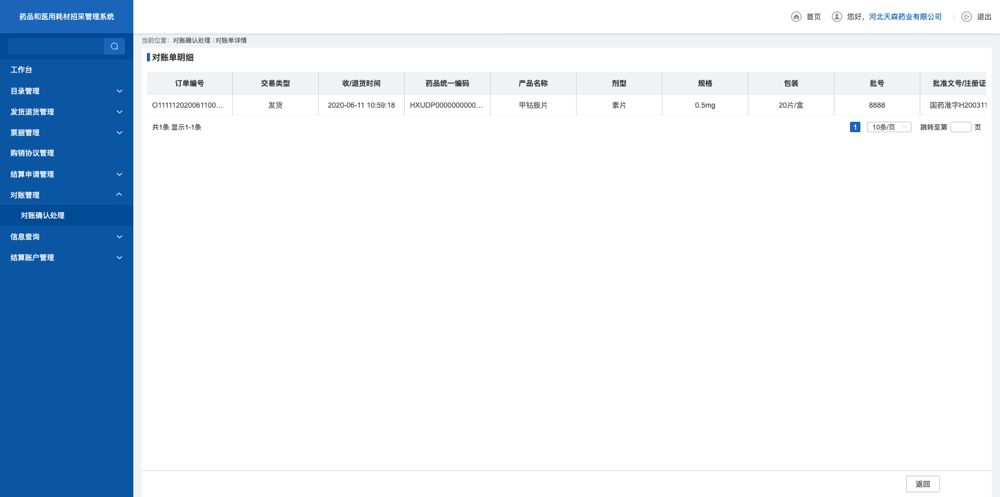 药品和医用耗材招采管理系统
首页
您好，河北天森药业有限公司
退出
当前位置：对账确认处理 / 对账单详情
工作台
目录管理
发货退货管理
票据管理
购销协议管理
结算申请管理
对账管理
对账确认处理
信息查询
结算账户管理
对账单明细
订单编号 交易类型 收/退货时间 药品统一编码 产品名称 剂型 规格 包装 批号 批准文号/注册证
O111112020061100... 发货 2020-06-11 10:59:18 HXUDP0000000000... 甲钴胺片 素片 0.5mg 20片/盒 8888 国药准字H200311
共1条 显示1-1条
1 10条/页 跳转至第 页
返回